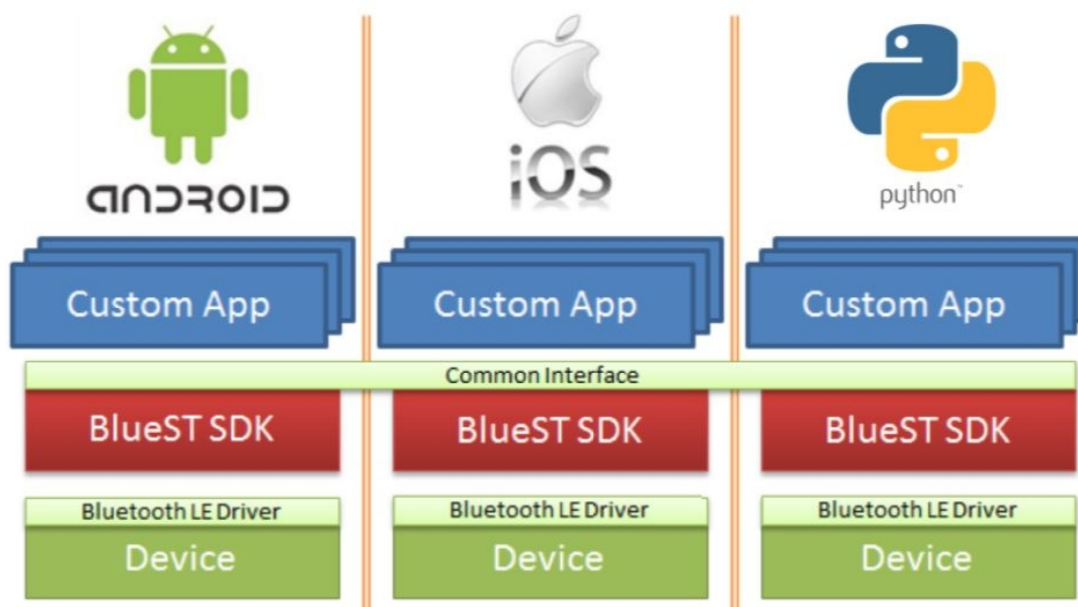 ANDROID
iOS
python™
Custom App
Custom App
Custom App
Common Interface
BlueST SDK
BlueST SDK
BlueST SDK
Bluetooth LE Driver
Bluetooth LE Driver
Bluetooth LE Driver
Device
Device
Device